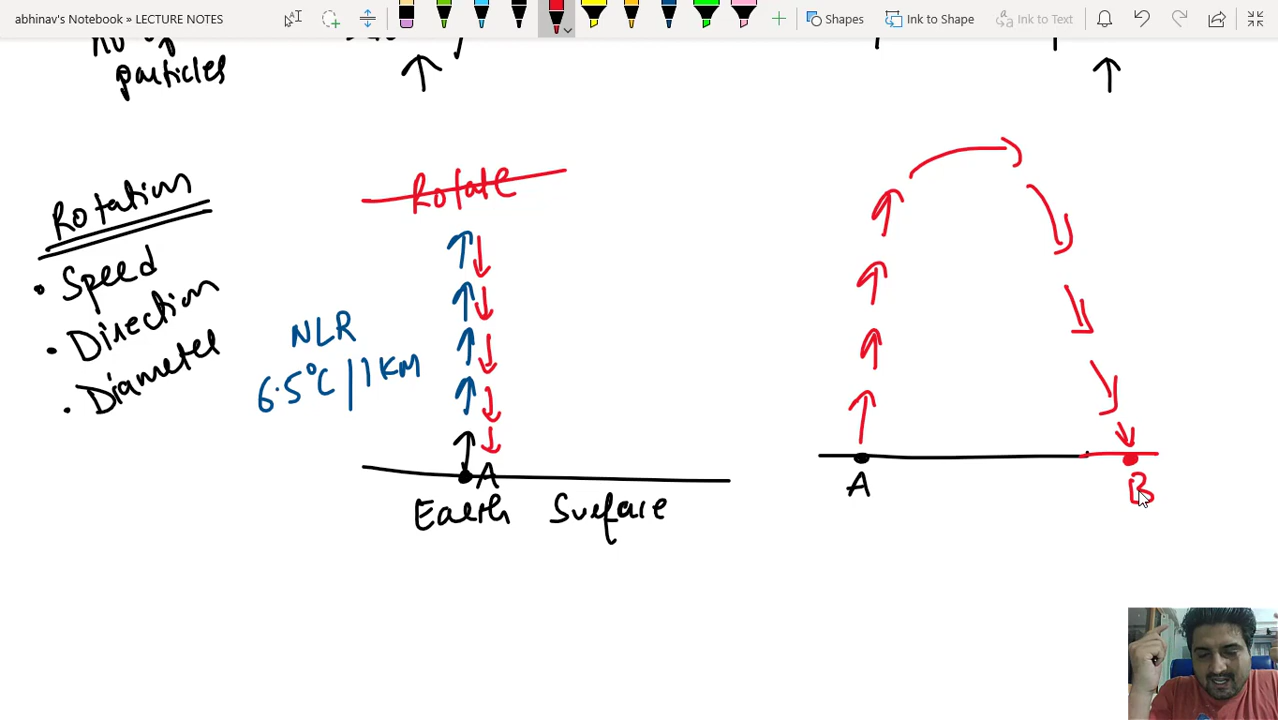 abhinav's Notebook » LECTURE NOTES
Shapes
Ink to Shape
Ink to Text
particles
Rotation
• Speed
• Direction
• Diameter
Rotate
NLR
6.5°C/1KM
A
Earth Surface
A
B